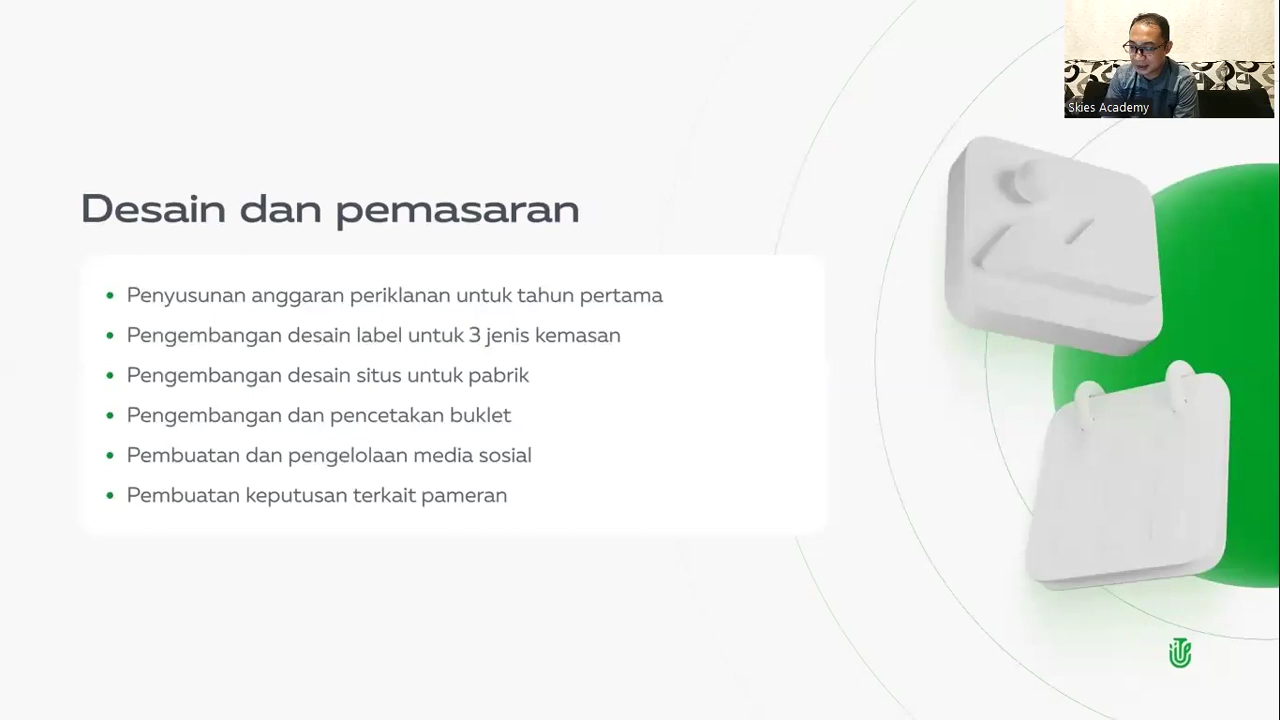 Skies Academy
Desain dan pemasaran
Penyusunan anggaran periklanan untuk tahun pertama
Pengembangan desain label untuk 3 jenis kemasan
Pengembangan desain situs untuk pabrik
Pengembangan dan pencetakan buklet
Pembuatan dan pengelolaan media sosial
Pembuatan keputusan terkait pameran